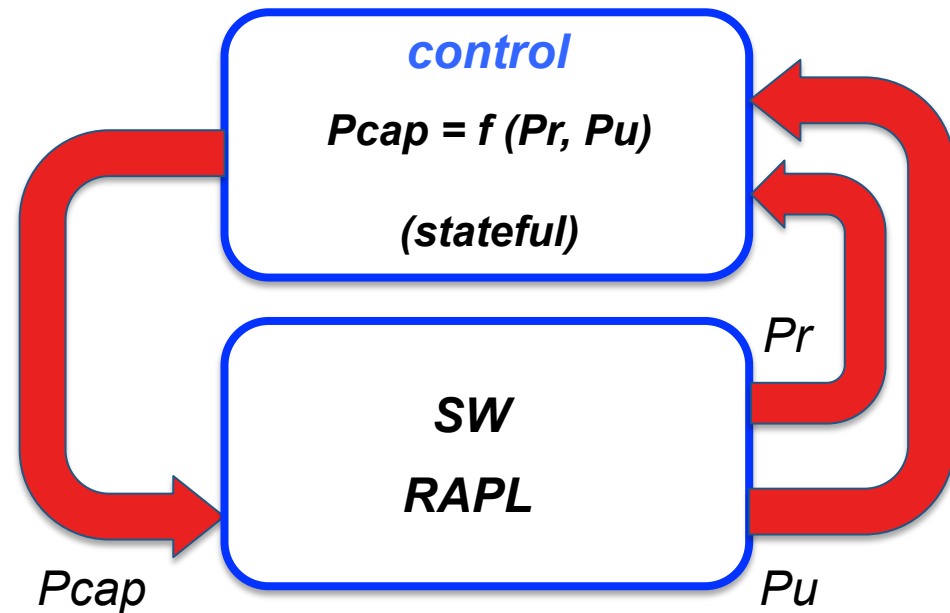 control
Pcap = f (Pr, Pu)
(stateful)
Pr
SW
RAPL
Pcap
Pu